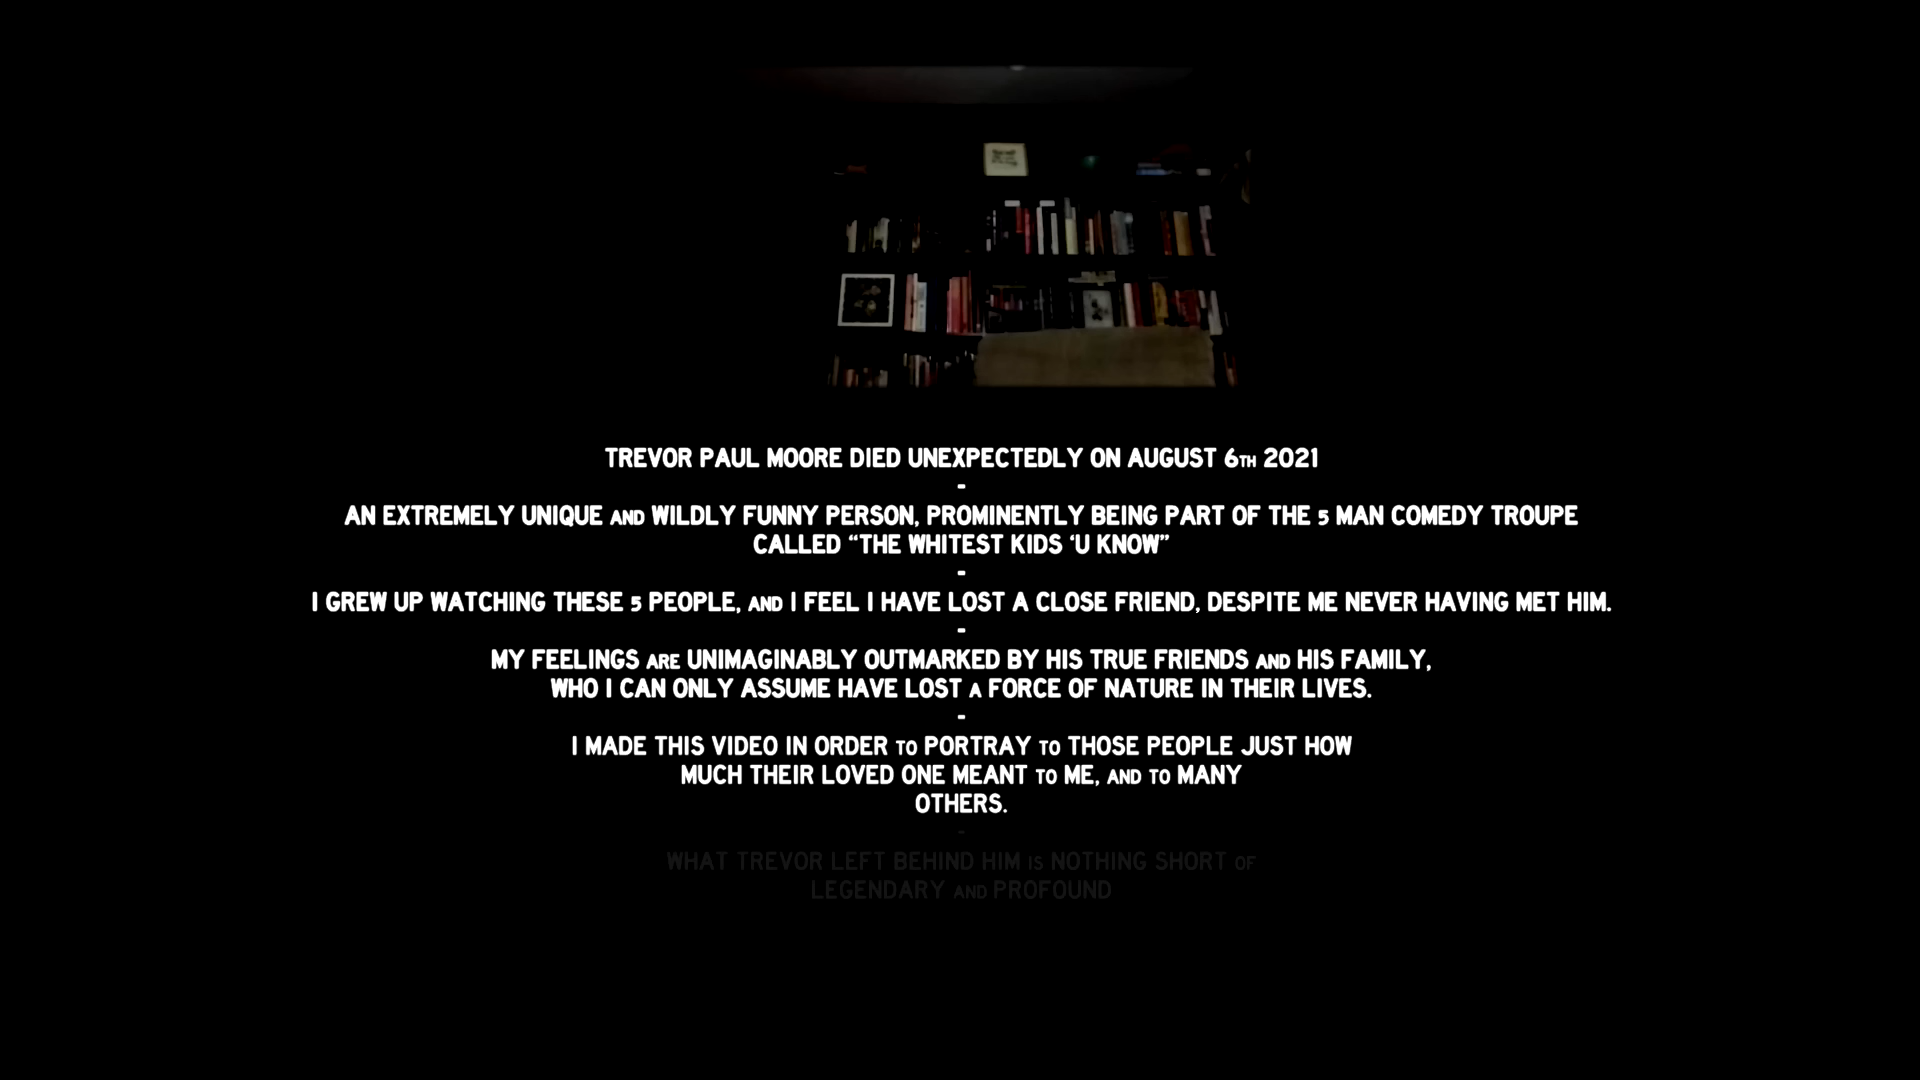 TREVOR PAUL MOORE DIED UNEXPECTEDLY ON AUGUST 6TH 2021
-
AN EXTREMELY UNIQUE AND WILDLY FUNNY PERSON, PROMINENTLY BEING PART OF THE 5 MAN COMEDY TROUPE
CALLED “THE WHITEST KIDS ‘U KNOW”
-
I GREW UP WATCHING THESE 5 PEOPLE, AND I FEEL I HAVE LOST A CLOSE FRIEND, DESPITE ME NEVER HAVING MET HIM.
-
MY FEELINGS ARE UNIMAGINABLY OUTMARKED BY HIS TRUE FRIENDS AND HIS FAMILY,
WHO I CAN ONLY ASSUME HAVE LOST A FORCE OF NATURE IN THEIR LIVES.
-
I MADE THIS VIDEO IN ORDER TO PORTRAY TO THOSE PEOPLE JUST HOW
MUCH THEIR LOVED ONE MEANT TO ME, AND TO MANY
OTHERS.
-
WHAT TREVOR LEFT BEHIND HIM IS NOTHING SHORT OF
LEGENDARY AND PROFOUND